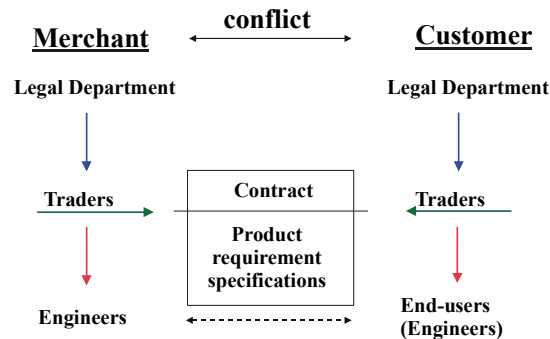 conflict
Merchant
Customer
Legal Department
Legal Department
Traders
Contract
Traders
Product
requirement
specifications
Engineers
End-users
(Engineers)